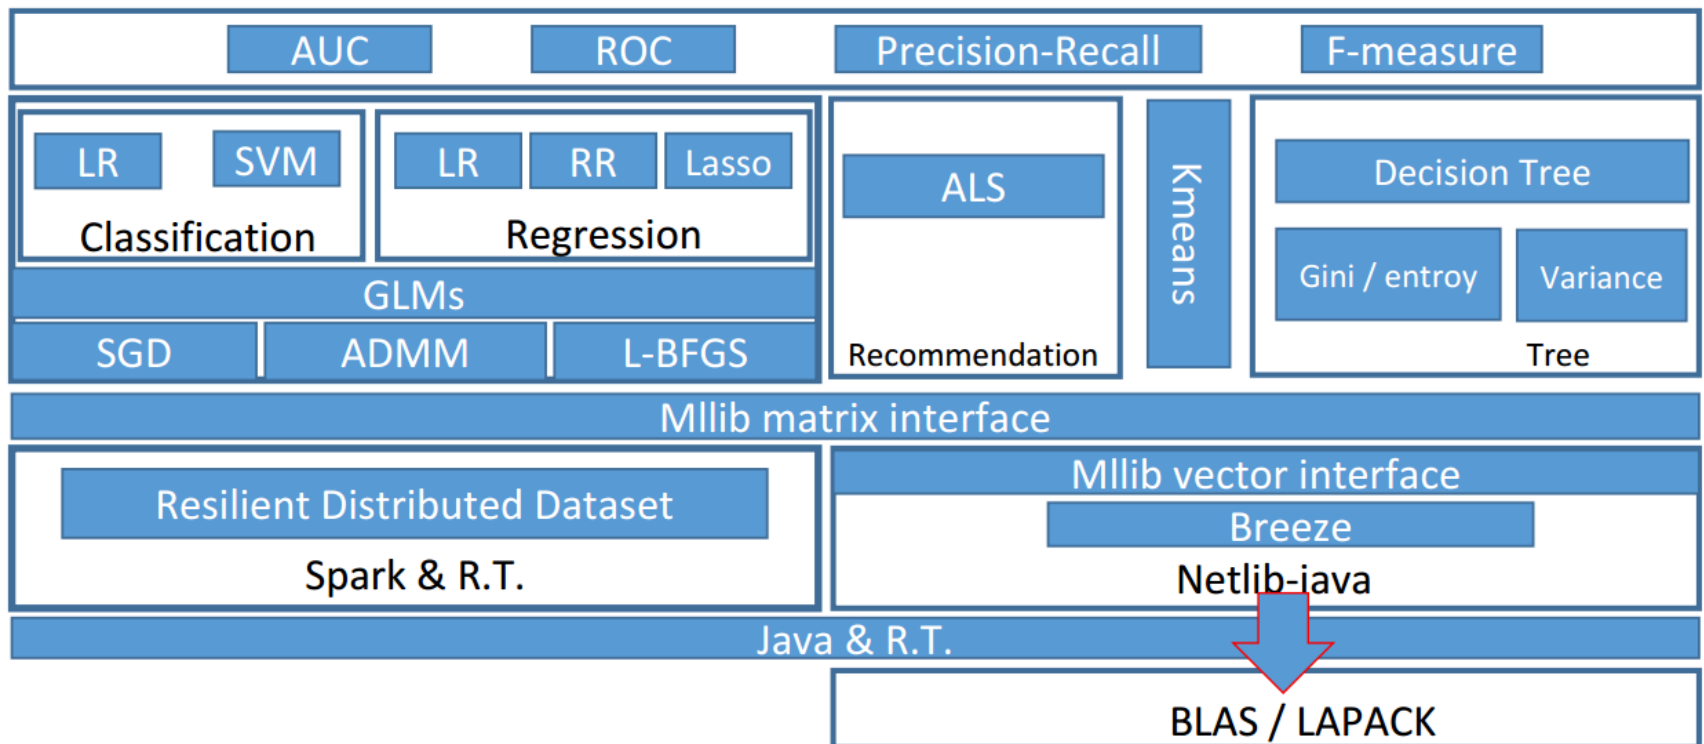 AUC
ROC
Precision-Recall
F-measure
LR
SVM
Classification
LR
RR
Lasso
Regression
GLMs
SGD
ADMM
L-BFGS
ALS
Recommendation
Kmeans
Decision Tree
Gini / entroy
Variance
Tree
Mllib matrix interface
Resilient Distributed Dataset
Spark & R.T.
Mllib vector interface
Breeze
Netlib-java
Java & R.T.
BLAS / LAPACK